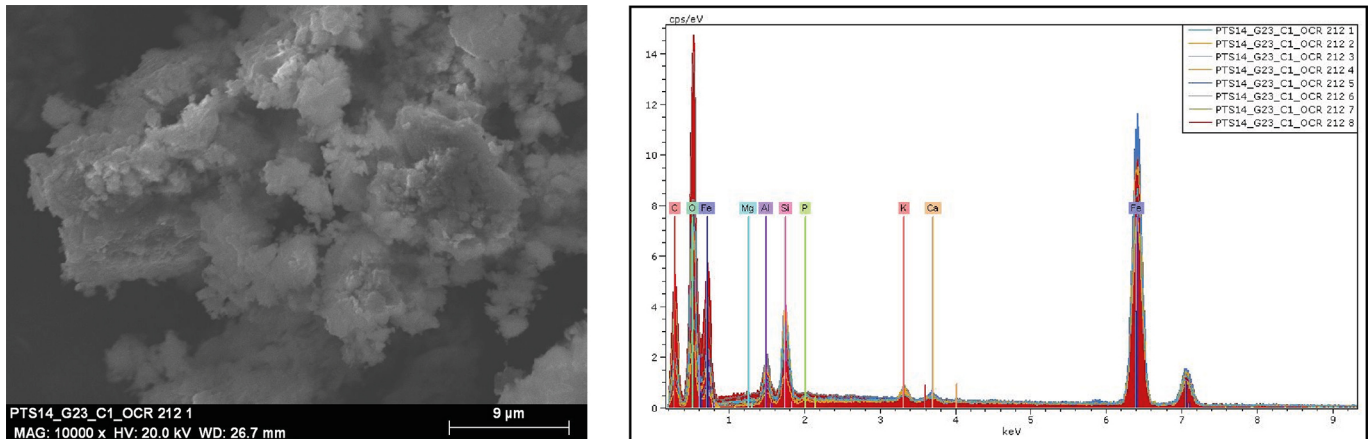 PTS14_G23_C1_OCR 212 1
MAG: 10000 x HV: 20.0 kV WD: 26.7 mm
9 µm
cps/eV
14
12
10
8
6
4
2
0
C
O
Fe
Mg
Al
Si
P
K
Ca
Fe
PTS14_G23_C1_OCR 212 1
PTS14_G23_C1_OCR 212 2
PTS14_G23_C1_OCR 212 3
PTS14_G23_C1_OCR 212 4
PTS14_G23_C1_OCR 212 5
PTS14_G23_C1_OCR 212 6
PTS14_G23_C1_OCR 212 7
PTS14_G23_C1_OCR 212 8
1 2 3 4 5 6 7 8 9
keV